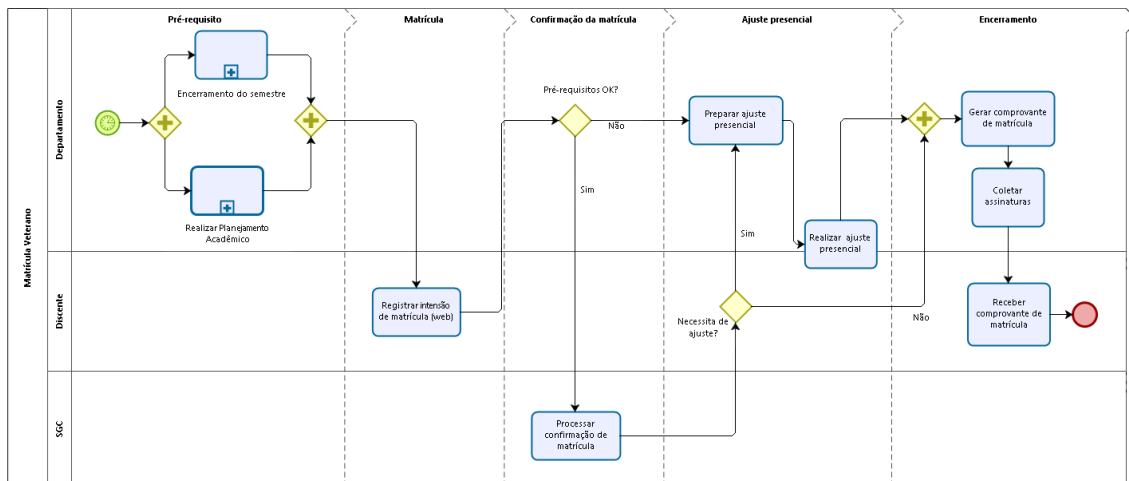 Pré-requisito
Matrícula
Confirmação da matrícula
Ajuste presencial
Encerramento
Matrícula Veterano
Departamento
Encerramento do semestre
Realizar Planejamento
Acadêmico
Pré-requisitos OK?
Não
Sim
Preparar ajuste
presencial
Realizar ajuste
presencial
Sim
Gerar comprovante
de matrícula
Coletar
assinaturas
Discente
Registrar intensão
de matrícula (web)
Necessita de
ajuste?
Não
Receber
comprovante de
matrícula
SGC
Processar
confirmação de
matrícula